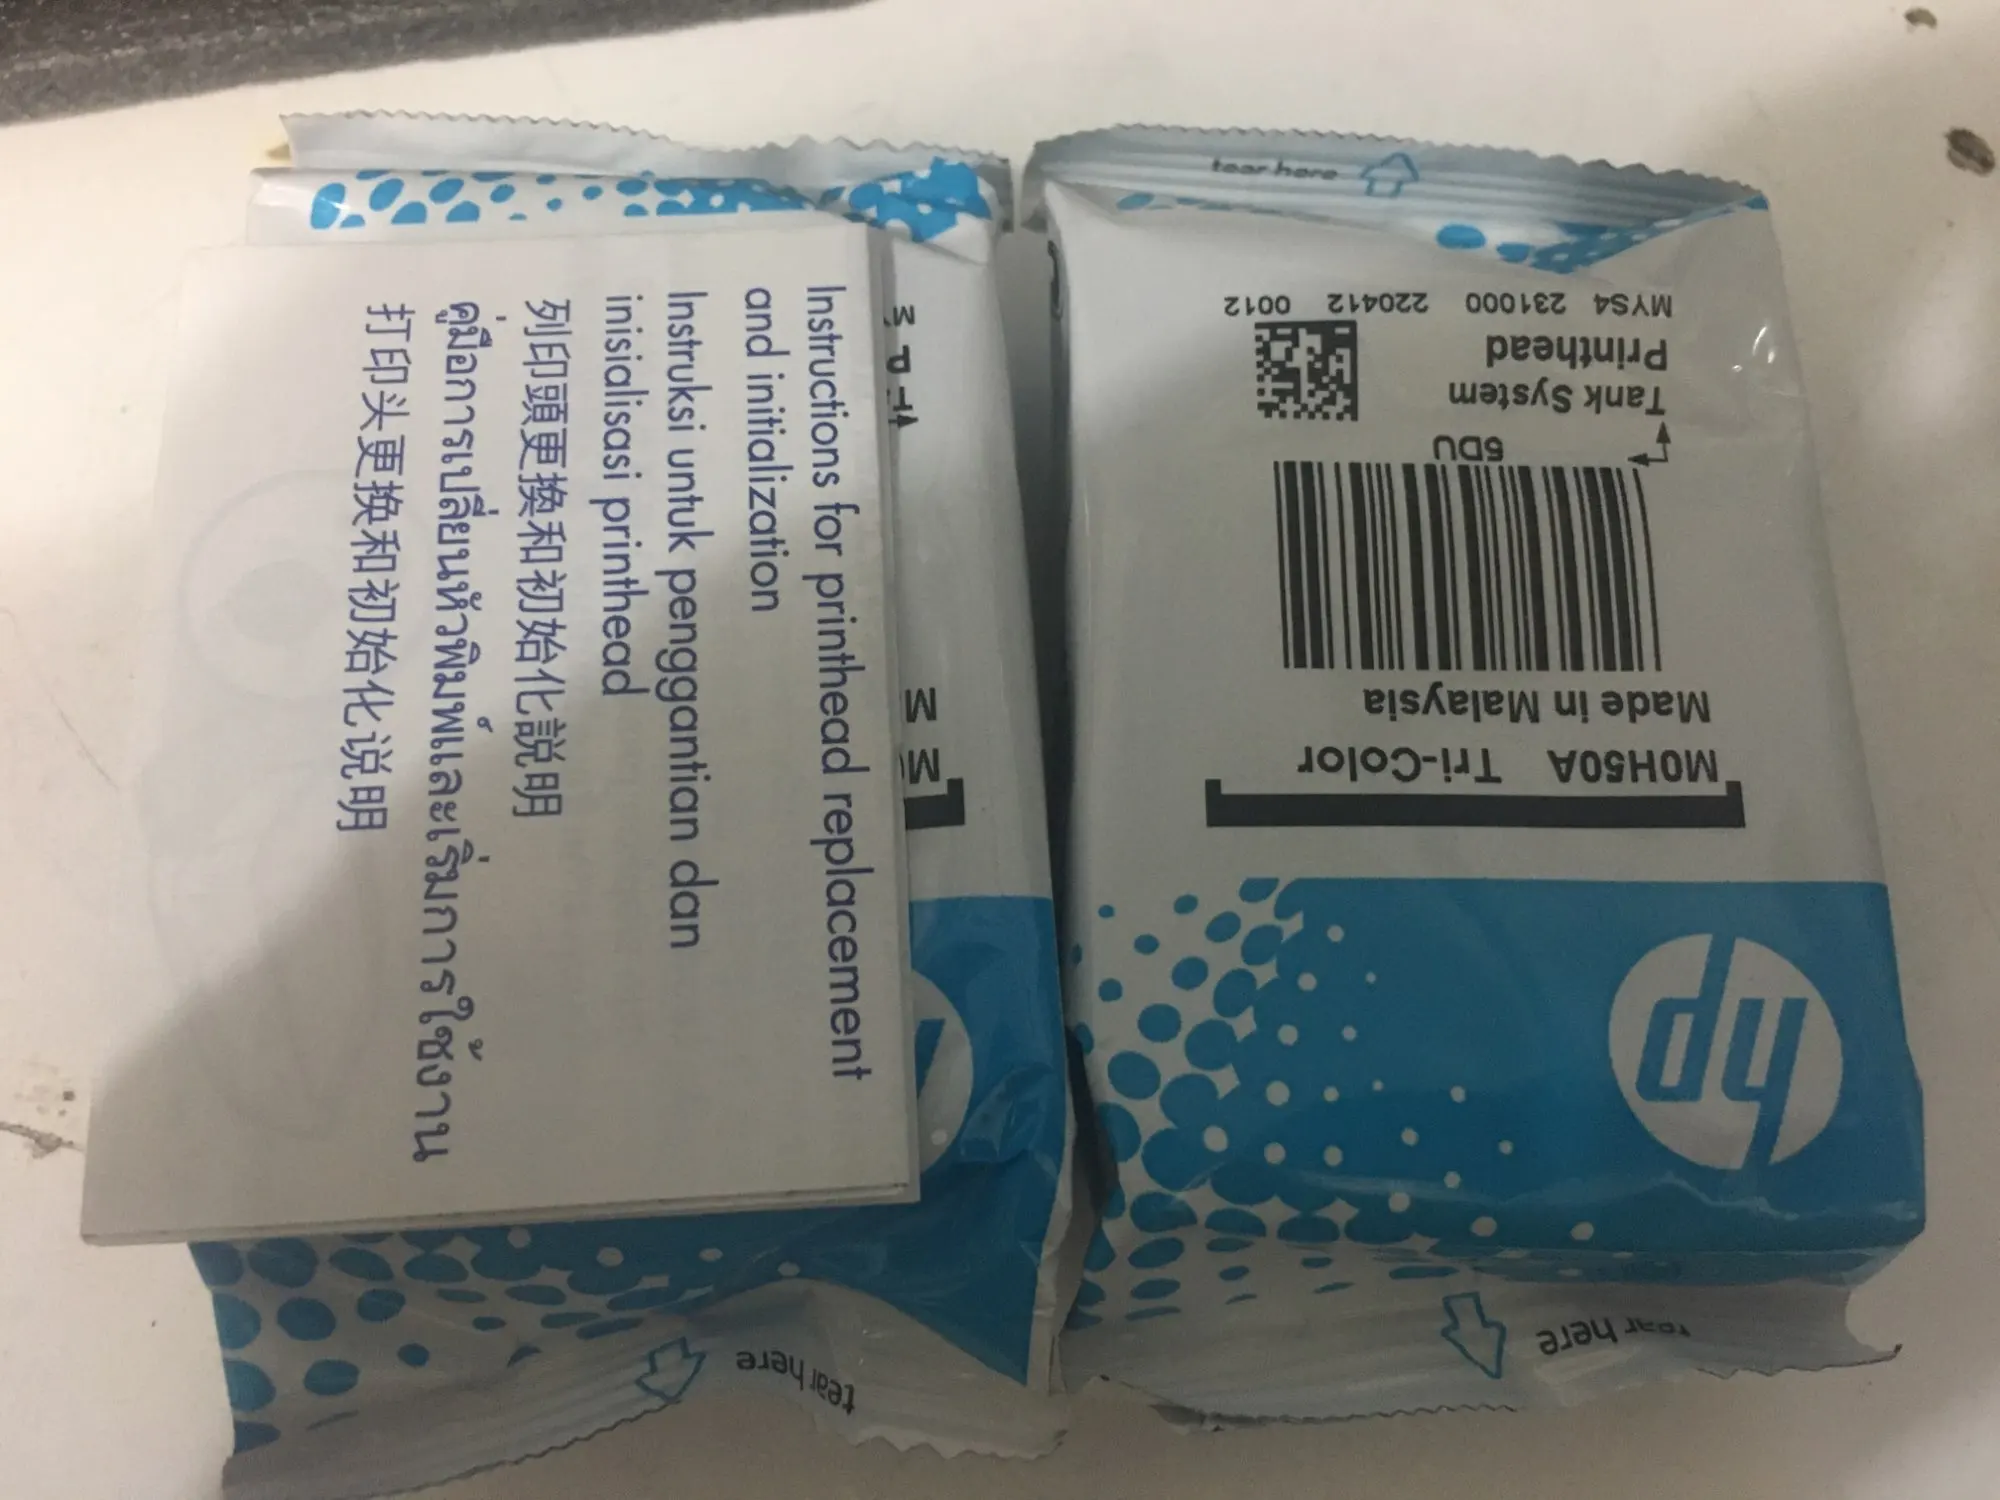 Instructions for printhead replacement
and initialization
Instruksi untuk penggantian dan
inisialisasi printhead
列印頭更換和初始化説明
คู่มือการเปลี่ยนหัวพิมพ์และเริ่มการใช้งาน
打印头更换和初始化说明
tear here
hp
M0H50A Tri-Color
Made in Malaysia
5DU
Tank System
Printhead
MYS4 231000 220412 0012
tear here
tear here